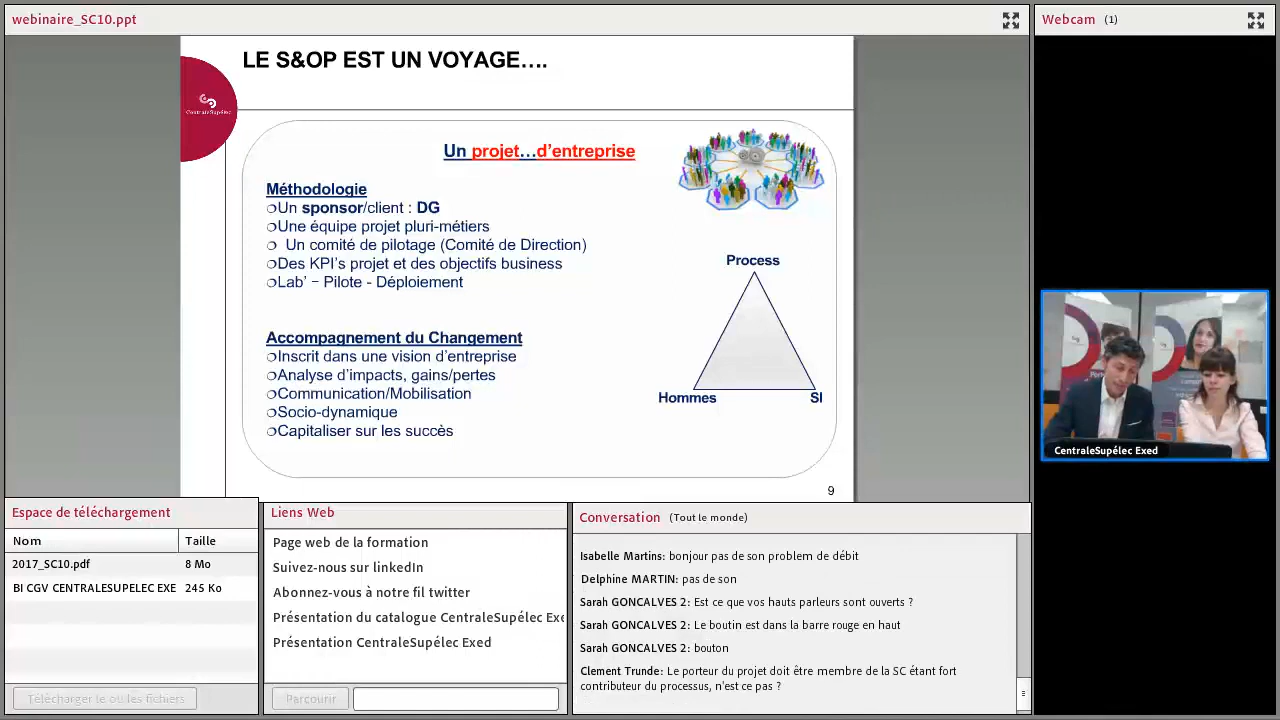 webinaire_SC10.ppt
LE S&OP EST UN VOYAGE….
CentraleSupélec
Un projet…d’entreprise
Méthodologie
❍Un sponsor/client : DG
❍Une équipe projet pluri-métiers
❍ Un comité de pilotage (Comité de Direction)
❍Des KPI’s projet et des objectifs business
❍Lab’ – Pilote - Déploiement
Accompagnement du Changement
❍Inscrit dans une vision d’entreprise
❍Analyse d’impacts, gains/pertes
❍Communication/Mobilisation
❍Socio-dynamique
❍Capitaliser sur les succès
Process
Hommes
SI
9
Webcam (1)
CentraleSupélec Exed
Espace de téléchargement
Nom Taille
2017_SC10.pdf 8 Mo
BI CGV CENTRALESUPELEC EXE 245 Ko
Télécharger le ou les fichiers
Liens Web
Page web de la formation
Suivez-nous sur linkedIn
Abonnez-vous à notre fil twitter
Présentation du catalogue CentraleSupélec Exe
Présentation CentraleSupélec Exed
Parcourir
Conversation (Tout le monde)
Isabelle Martins: bonjour pas de son problem de débit
Delphine MARTIN: pas de son
Sarah GONCALVES 2: Est ce que vos hauts parleurs sont ouverts ?
Sarah GONCALVES 2: Le boutin est dans la barre rouge en haut
Sarah GONCALVES 2: bouton
Clement Trunde: Le porteur du projet doit être membre de la SC étant fort
contributeur du processus, n'est ce pas ?